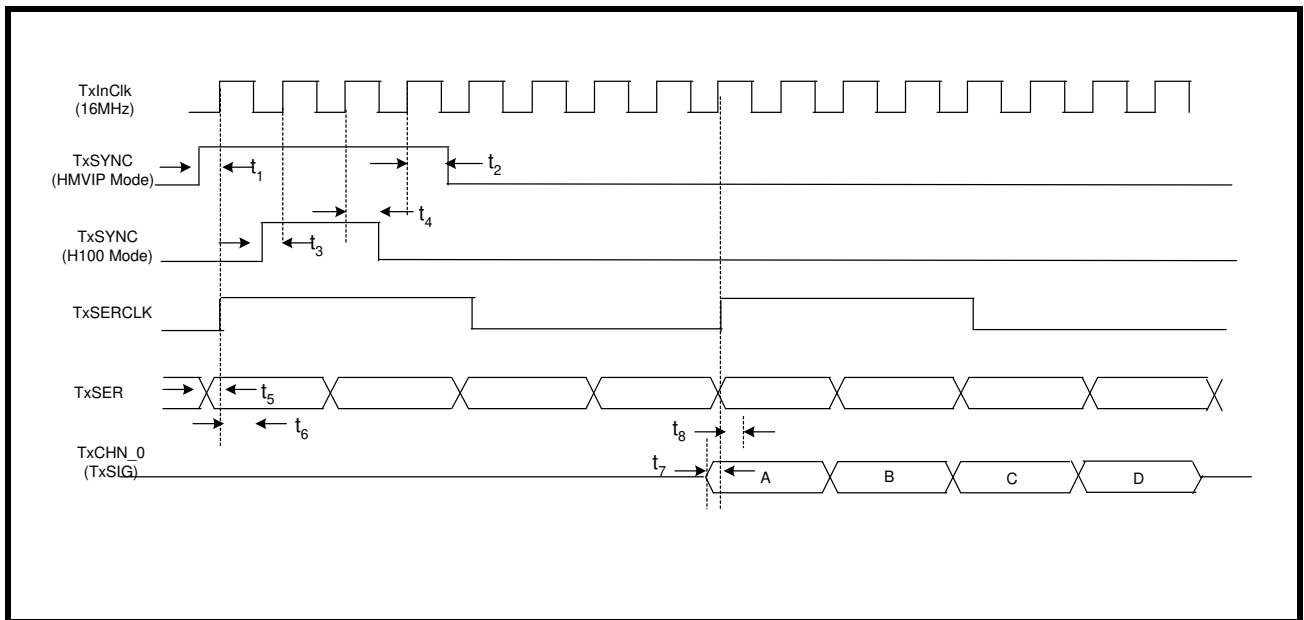 TxInClk
(16MHz)
TxSYNC
(HMVIP Mode)
t1
t2
TxSYNC
(H100 Mode)
t3
t4
TxSERCLK
TxSER
t5
t6
TxCHN_0
(TxSIG)
t7
t8
A
B
C
D